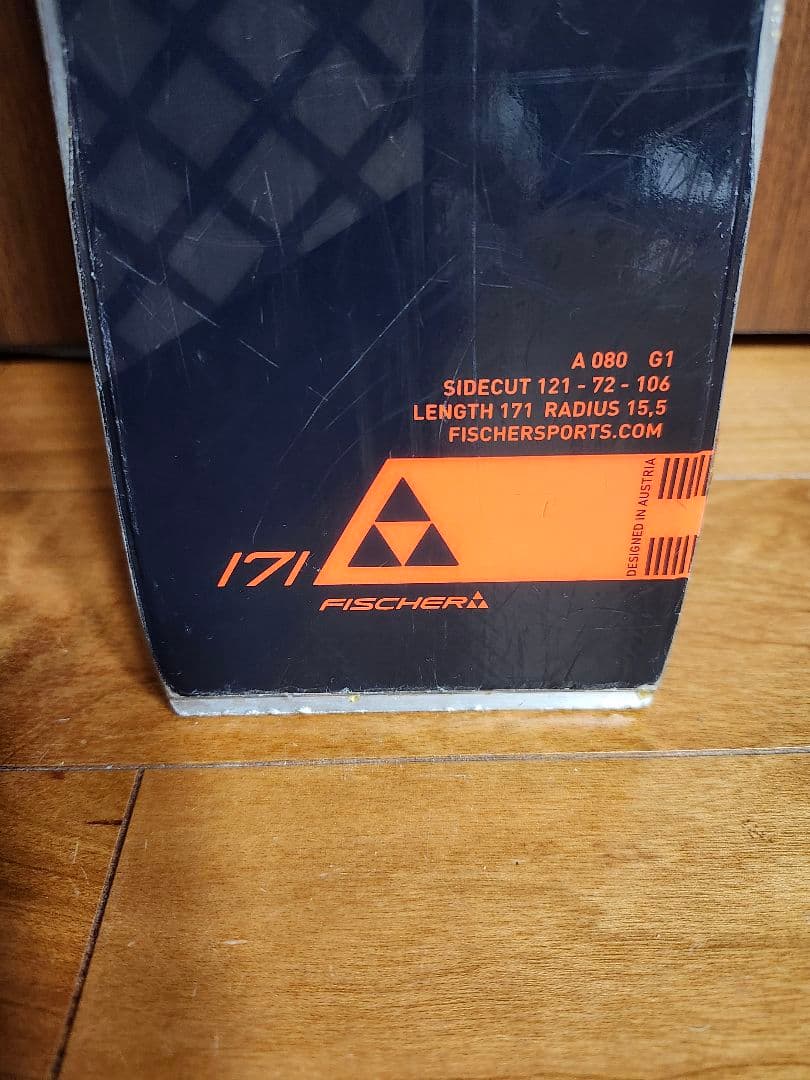 A 080 G1
SIDECUT 121 - 72 - 106
LENGTH 171 RADIUS 15,5
FISCHERSPORTS.COM
DESIGNED IN AUSTRIA
171
FISCHER